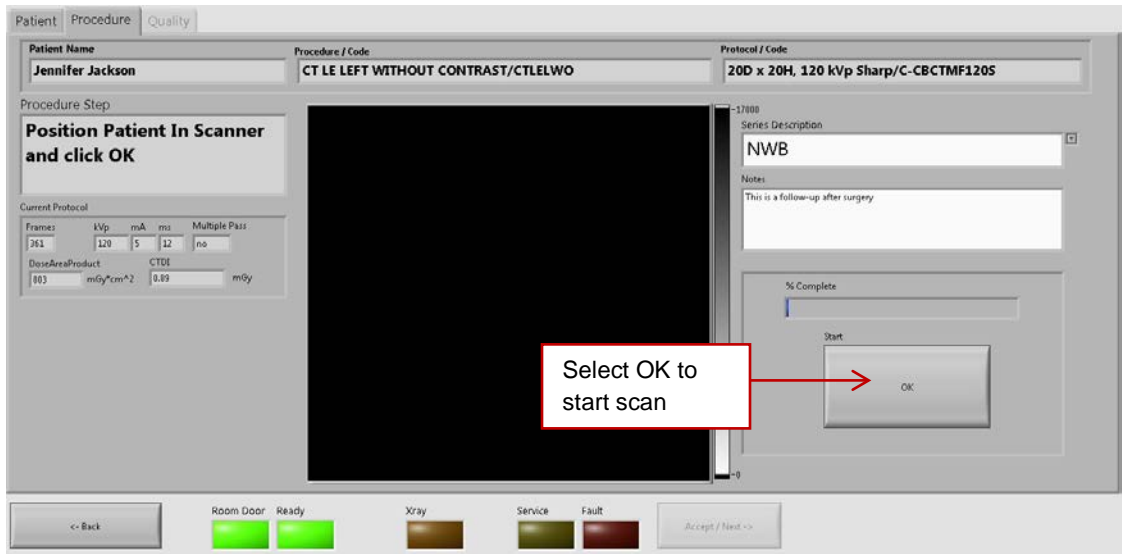 Patient Procedure Quality
Patient Name
Jennifer Jackson
Procedure / Code
CT LE LEFT WITHOUT CONTRAST/CTLELWO
Protocol / Code
20D x 20H, 120 kVp Sharp/C-CBCTMF120S
Procedure Step
Position Patient In Scanner
and click OK
Current Protocol
Frames kVp mA ms Multiple Pass
361 120 5 12 no
DoseAreaProduct CTDI
803 mGy*cm^2 0.89 mGy
-17000
-0
Series Description
NWB
Notes
This is a follow-up after surgery
% Complete
Start
OK
Select OK to
start scan
<- Back
Room Door Ready Xray Service Fault
Accept / Next ->